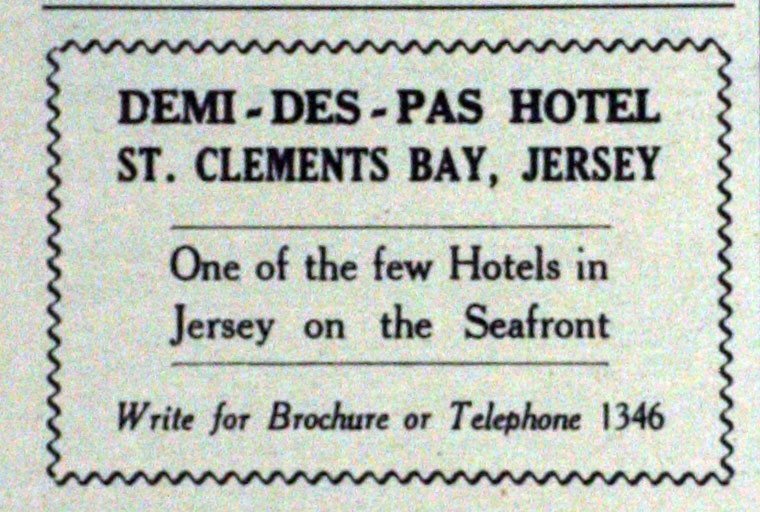 DEMI-DES-PAS HOTEL
ST. CLEMENTS BAY, JERSEY
One of the few Hotels in
Jersey on the Seafront
Write for Brochure or Telephone 1346